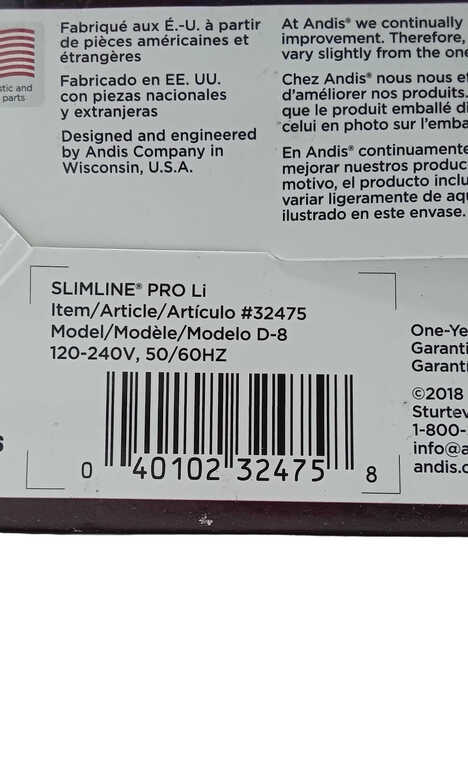 stic and
parts
Fabriqué aux É.-U. à partir
de pièces américaines et
étrangères
Fabricado en EE. UU.
con piezas nacionales
y extranjeras
Designed and engineered
by Andis Company in
Wisconsin, U.S.A.
At Andis® we continually
improvement. Therefore,
vary slightly from the one
Chez Andis® nous nous ef
d'améliorer nos produits.
que le produit emballé di
celui en photo sur l'emba
En Andis® continuamente
mejorar nuestros produc
motivo, el producto inclu
variar ligeramente de aqu
ilustrado en este envase.
SLIMLINE® PRO Li
Item/Article/Artículo #32475
Model/Modèle/Modelo D-8
120-240V, 50/60HZ
0 40102 32475 8
One-Ye
Garanti
Garantí
©2018
Sturtev
1-800-
info@a
andis.c